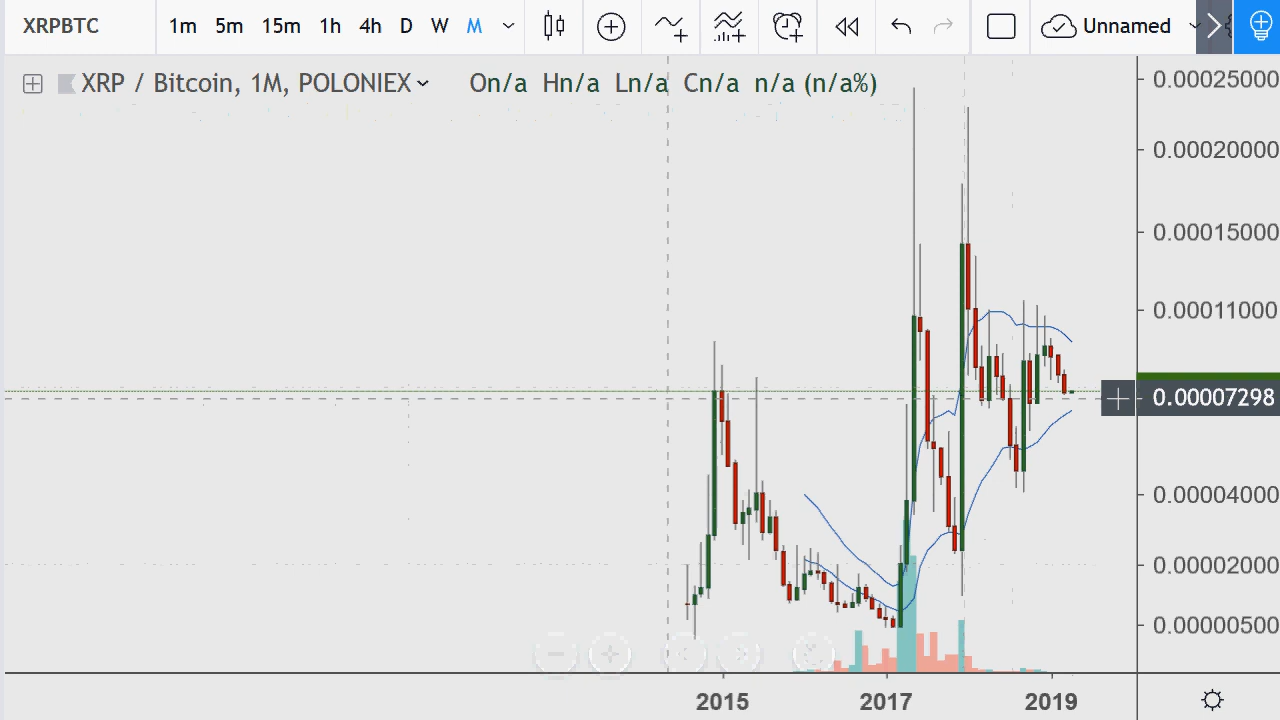 XRPBTC 1m 5m 15m 1h 4h D W M Unnamed
XRP / Bitcoin, 1M, POLONIEX On/a Hn/a Ln/a Cn/a n/a (n/a%)
0.00025000
0.00020000
0.00015000
0.00011000
0.00007298
0.00004000
0.00002000
0.00000500
2015 2017 2019